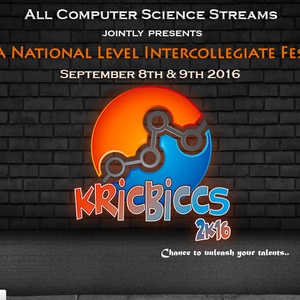 All Computer Science Streams
jointly presents
A National Level Intercollegiate Fes
September 8th & 9th 2016
KRICBICCS
2K16
Chance to unleash your talents..